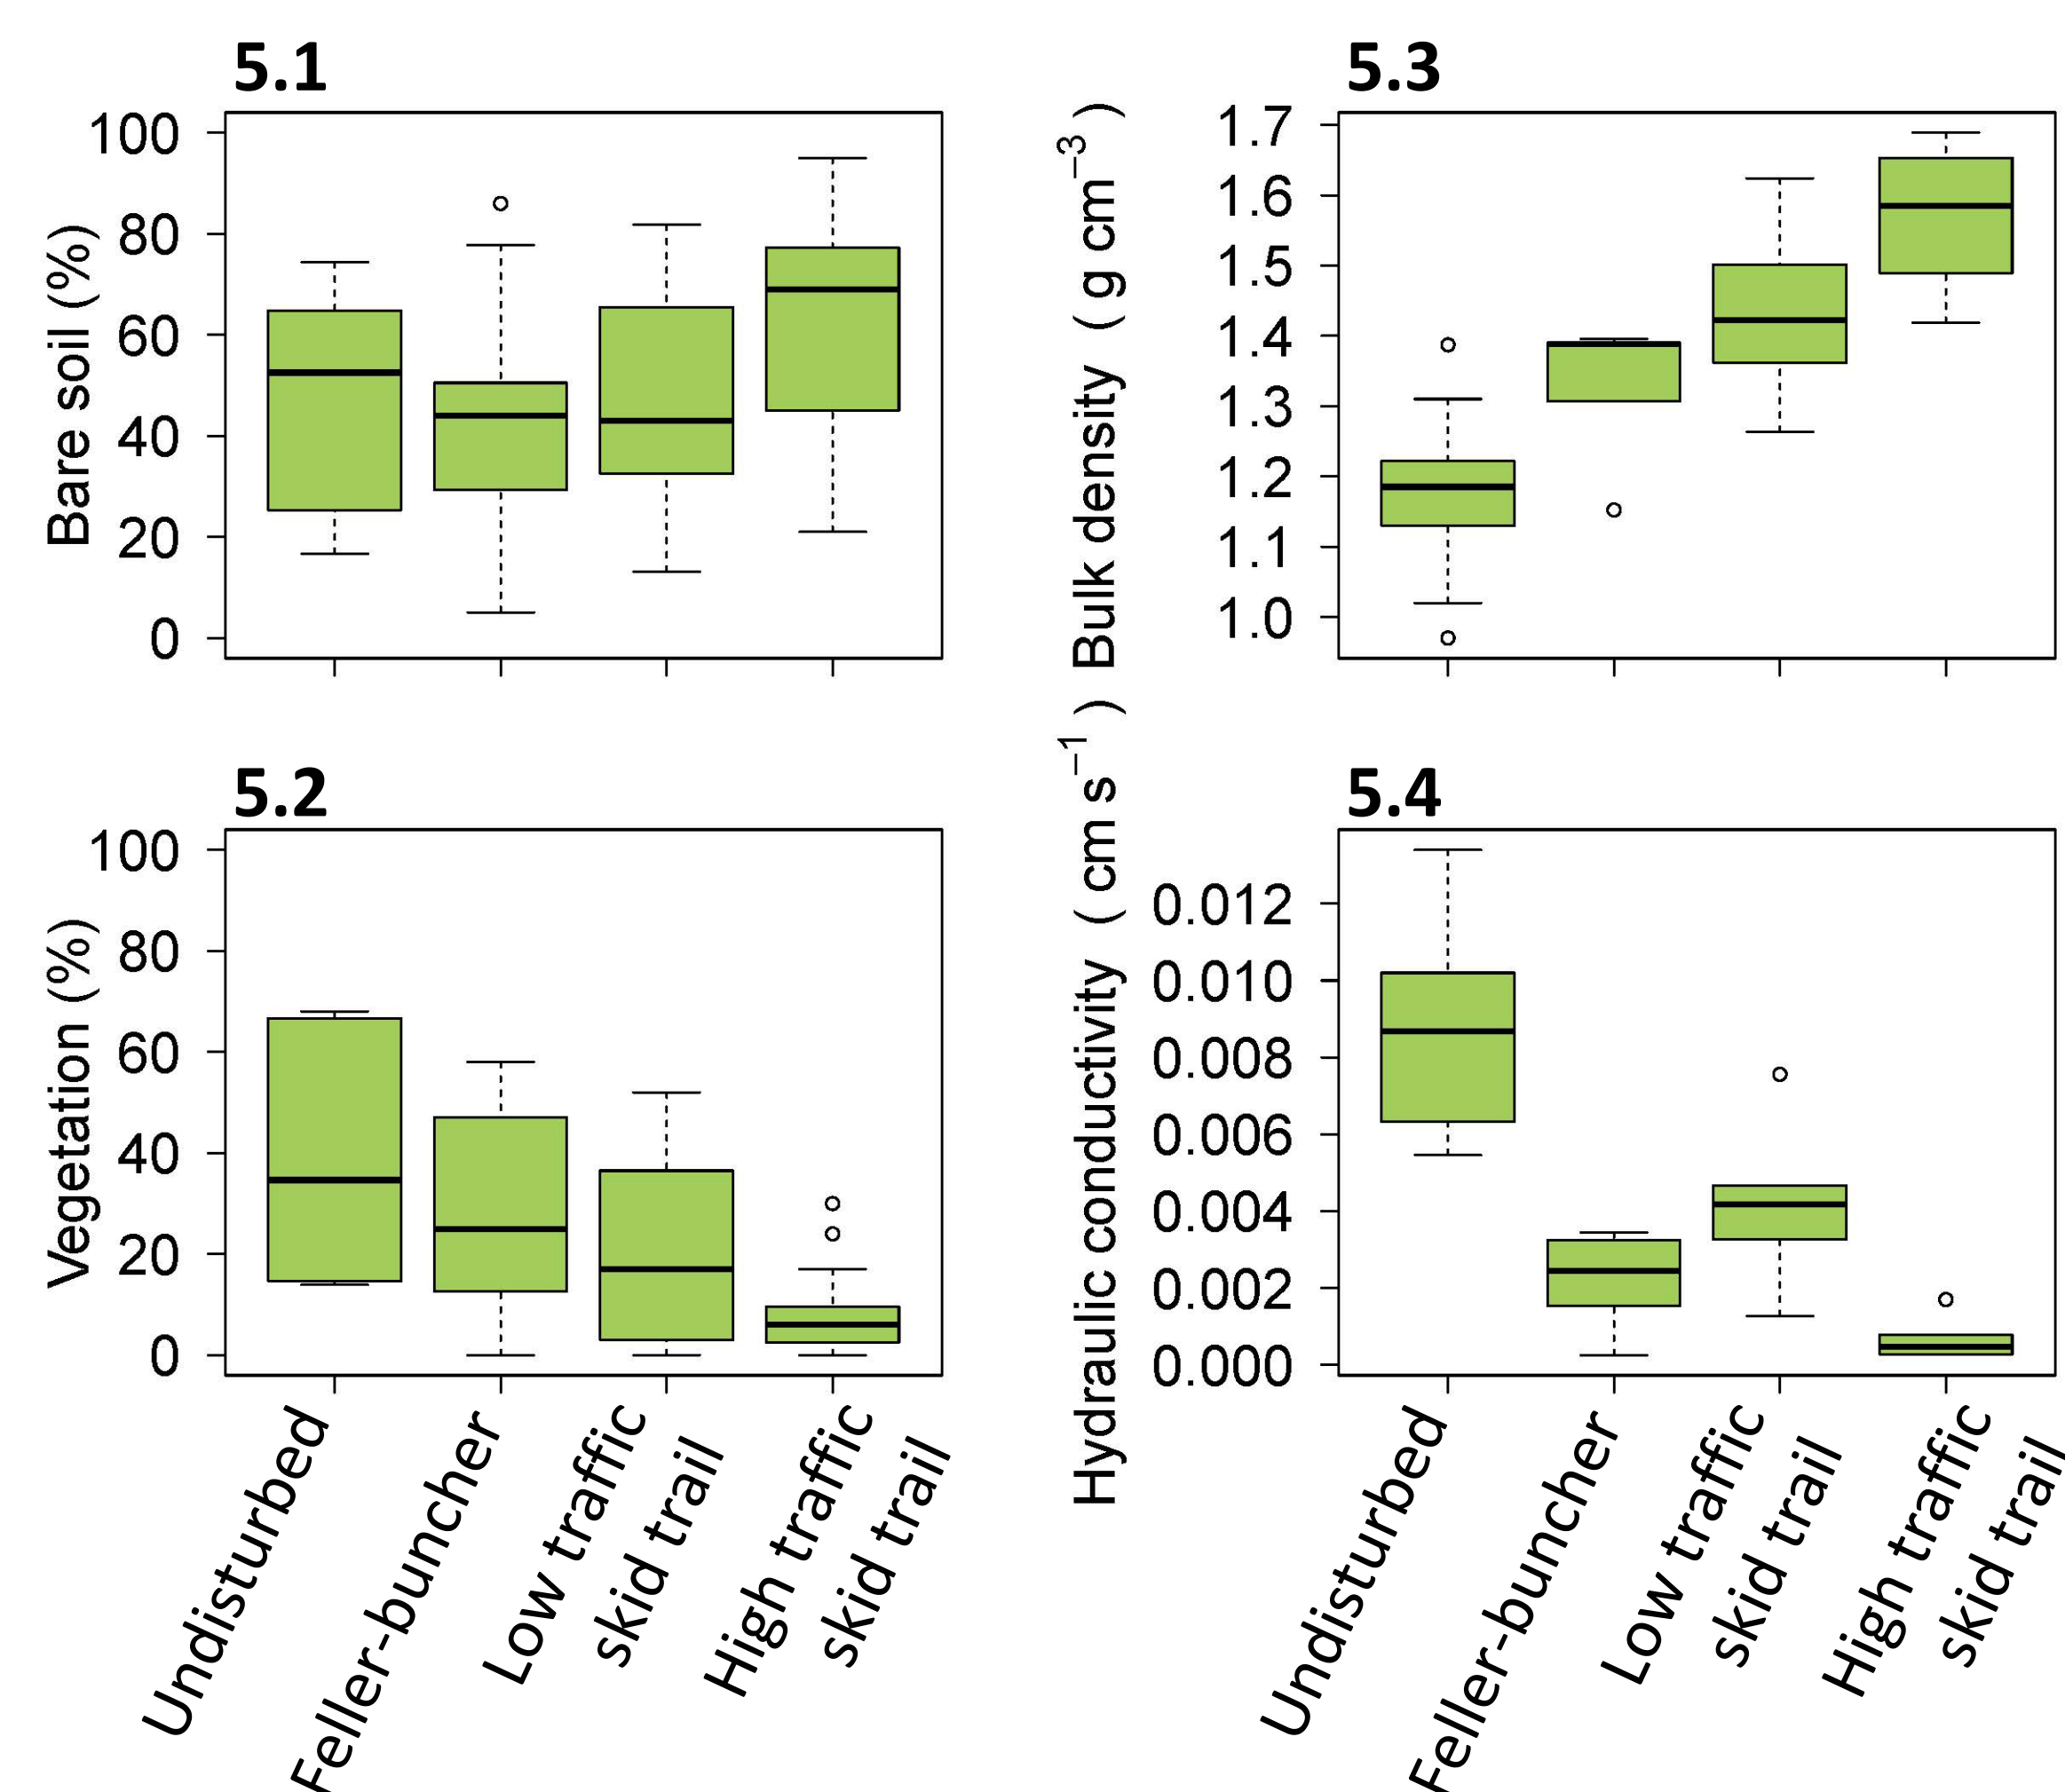 5.1
Bare soil (%)
100
80
60
40
20
0
5.3
Bulk density ( g cm⁻³ )
1.7
1.6
1.5
1.4
1.3
1.2
1.1
1.0
5.2
Vegetation (%)
100
80
60
40
20
0
Undisturbed
Feller-buncher
Low traffic
skid trail
High traffic
skid trail
5.4
Hydraulic conductivity ( cm s⁻¹ )
0.012
0.010
0.008
0.006
0.004
0.002
0.000
Undisturbed
Feller-buncher
Low traffic
skid trail
High traffic
skid trail